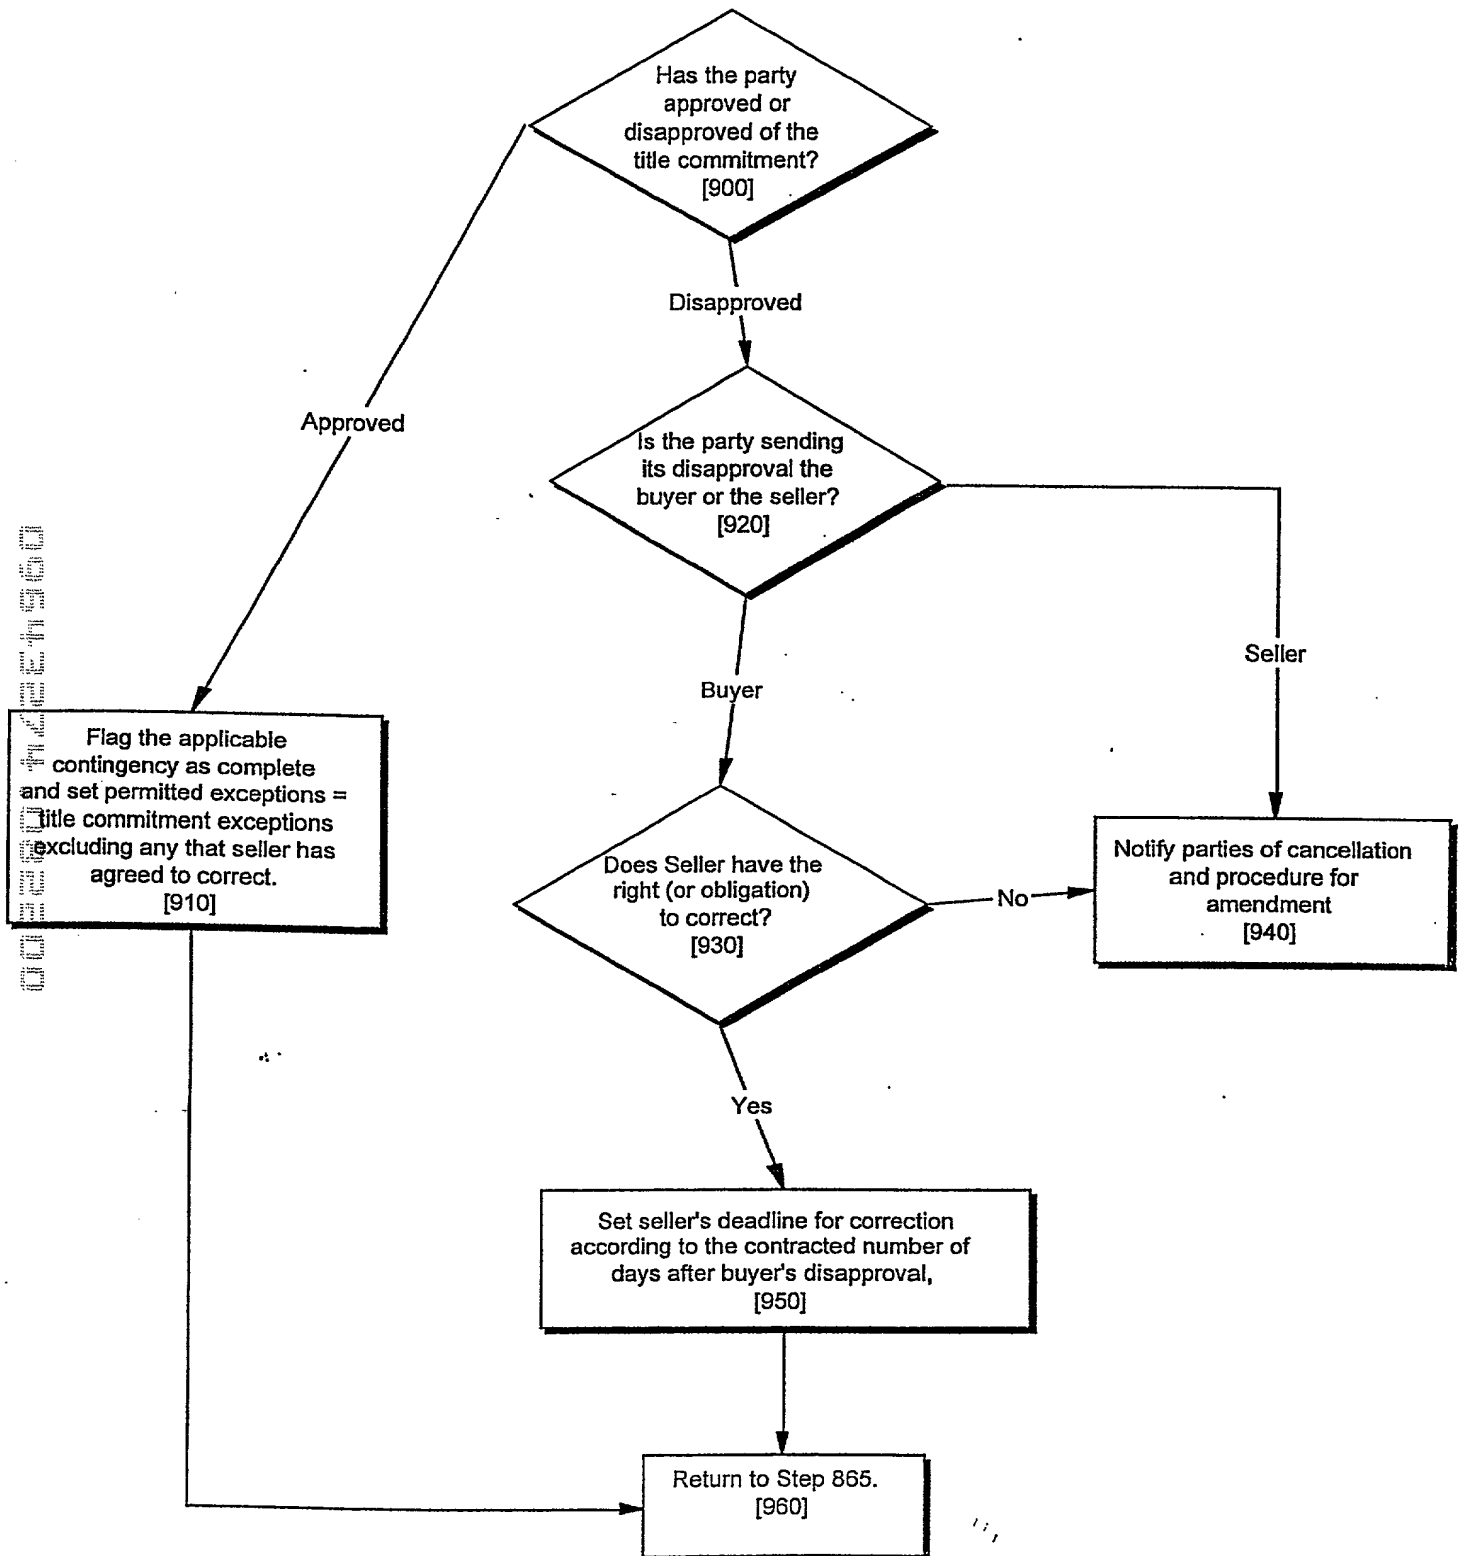 Has the party
approved or
disapproved of the
title commitment?
[900]
Disapproved
Approved
Is the party sending
its disapproval the
buyer or the seller?
[920]
Seller
Buyer
Flag the applicable
contingency as complete
and set permitted exceptions =
title commitment exceptions
excluding any that seller has
agreed to correct.
[910]
Does Seller have the
right (or obligation)
to correct?
[930]
No
Notify parties of cancellation
and procedure for
amendment
[940]
Yes
Set seller's deadline for correction
according to the contracted number of
days after buyer's disapproval,
[950]
Return to Step 865.
[960]